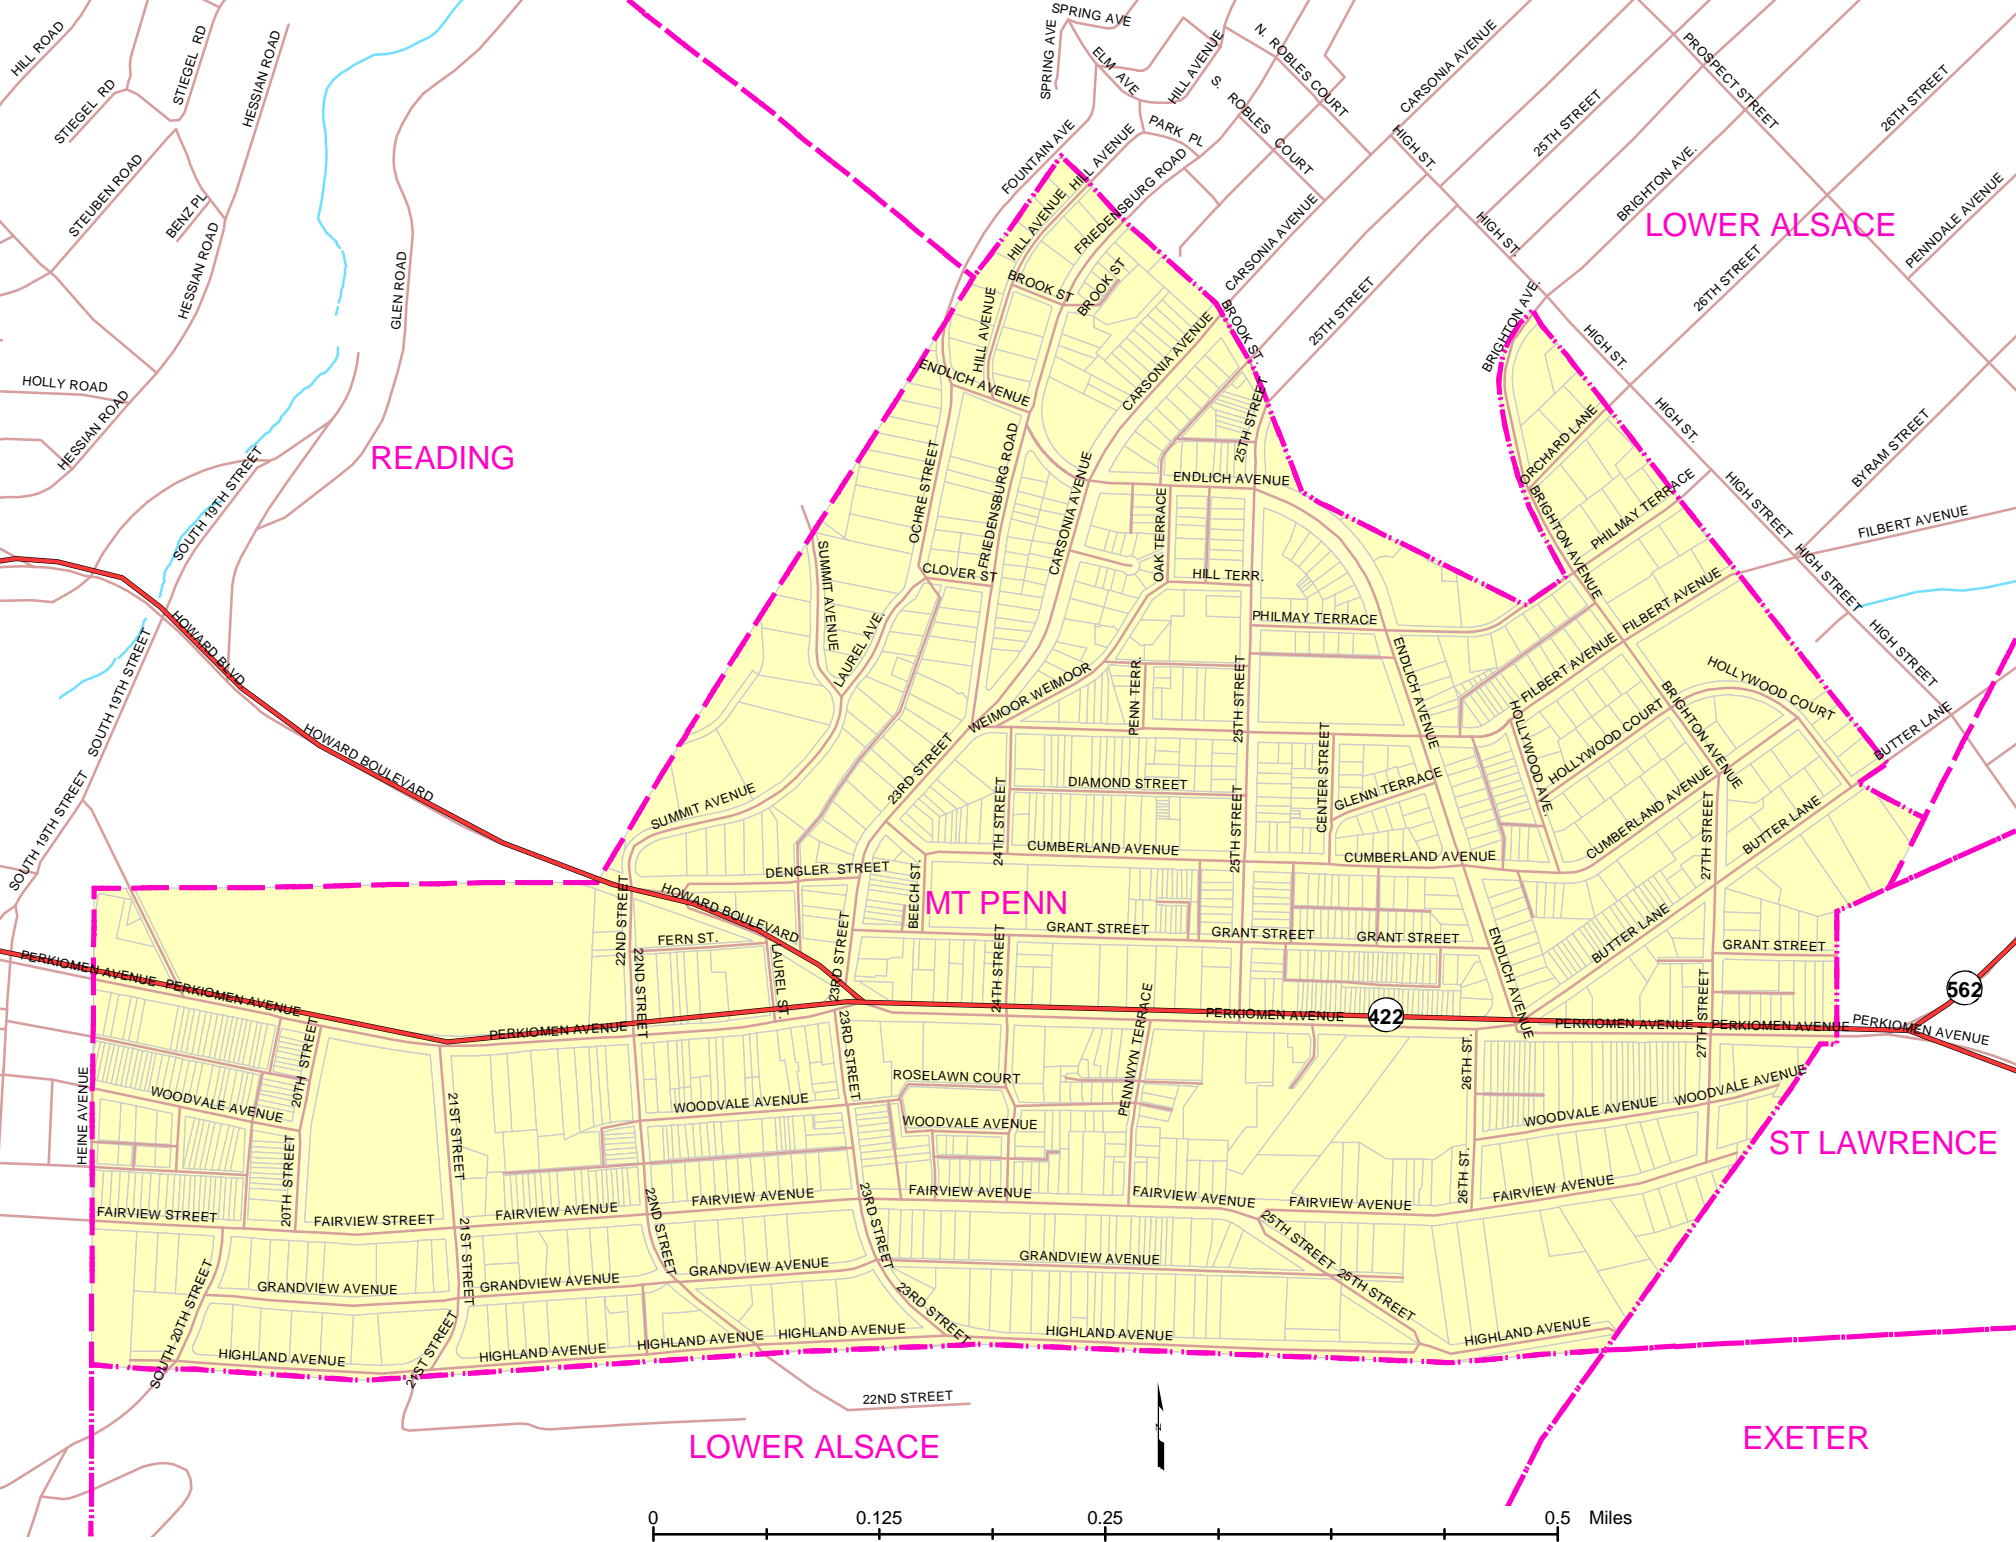 SPRING AVE
HILL ROAD
STIEGEL RD
HESSIAN ROAD
SPRING AVE
ELM AVE
HILL AVENUE
N. ROBLES COURT
CARSONIA AVENUE
PROSPECT STREET
26TH STREET
STIEGEL RD
S. ROBLES COURT
PARK PL
HIGH ST.
25TH STREET
STEUBEN ROAD
BENZ PL
FOUNTAIN AVE
HILL AVENUE
FRIEDENSBURG ROAD
BRIGHTON AVE.
LOWER ALSACE
PENNDALE AVENUE
HESSIAN ROAD
GLEN ROAD
HILL AVENUE
BROOK ST
BROOK ST
CARSONIA AVENUE
HIGH ST.
26TH STREET
25TH STREET
BROOK ST.
BRIGHTON AVE.
HIGH ST.
HOLLY ROAD
HESSIAN ROAD
HILL AVENUE
ENDLICH AVENUE
CARSONIA AVENUE
25TH STREET
HIGH ST.
BYRAM STREET
READING
SOUTH 19TH STREET
OCHRE STREET
FRIEDENSBURG ROAD
CARSONIA AVENUE
ENDLICH AVENUE
ORCHARD LANE
PHILMAY TERRACE
HIGH STREET
FILBERT AVENUE
OAK TERRACE
BRIGHTON AVENUE
SUMMIT AVENUE
CLOVER ST
HILL TERR.
HIGH STREET
FILBERT AVENUE
HOWARD BLVD
SOUTH 19TH STREET
LAUREL AVE.
PHILMAY TERRACE
ENDLICH AVENUE
FILBERT AVENUE
HIGH STREET
WEIMOOR WEIMOOR
PENN TERR.
25TH STREET
HOLLYWOOD COURT
HOLLYWOOD COURT
BRIGHTON AVENUE
BUTTER LANE
HOWARD BOULEVARD
SOUTH 19TH STREET
SUMMIT AVENUE
23RD STREET
24TH STREET
DIAMOND STREET
25TH STREET
CENTER STREET
GLENN TERRACE
HOLLYWOOD AVE.
CUMBERLAND AVENUE
27TH STREET
BUTTER LANE
CUMBERLAND AVENUE
CUMBERLAND AVENUE
DENGLER STREET
BEECH ST.
MT PENN
22ND STREET
HOWARD BOULEVARD
FERN ST.
LAUREL ST.
23RD STREET
GRANT STREET
GRANT STREET
GRANT STREET
ENDLICH AVENUE
BUTTER LANE
GRANT STREET
PERKIOMEN AVENUE
PERKIOMEN AVENUE
22ND STREET
24TH STREET
PENNWYN TERRACE
27TH STREET
562
PERKIOMEN AVENUE
PERKIOMEN AVENUE
422
PERKIOMEN AVENUE
PERKIOMEN AVENUE
PERKIOMEN AVENUE
20TH STREET
23RD STREET
26TH ST.
HEINE AVENUE
WOODVALE AVENUE
21ST STREET
WOODVALE AVENUE
ROSELAWN COURT
WOODVALE AVENUE
WOODVALE AVENUE
WOODVALE AVENUE
ST LAWRENCE
20TH STREET
26TH ST.
FAIRVIEW STREET
FAIRVIEW STREET
FAIRVIEW AVENUE
FAIRVIEW AVENUE
FAIRVIEW AVENUE
FAIRVIEW AVENUE
FAIRVIEW AVENUE
FAIRVIEW AVENUE
21ST STREET
22ND STREET
23RD STREET
25TH STREET
25TH STREET
SOUTH 20TH STREET
GRANDVIEW AVENUE
GRANDVIEW AVENUE
GRANDVIEW AVENUE
GRANDVIEW AVENUE
23RD STREET
21ST STREET
HIGHLAND AVENUE
HIGHLAND AVENUE
HIGHLAND AVENUE
HIGHLAND AVENUE
HIGHLAND AVENUE
HIGHLAND AVENUE
22ND STREET
LOWER ALSACE
EXETER
N
0 0.125 0.25 0.5 Miles